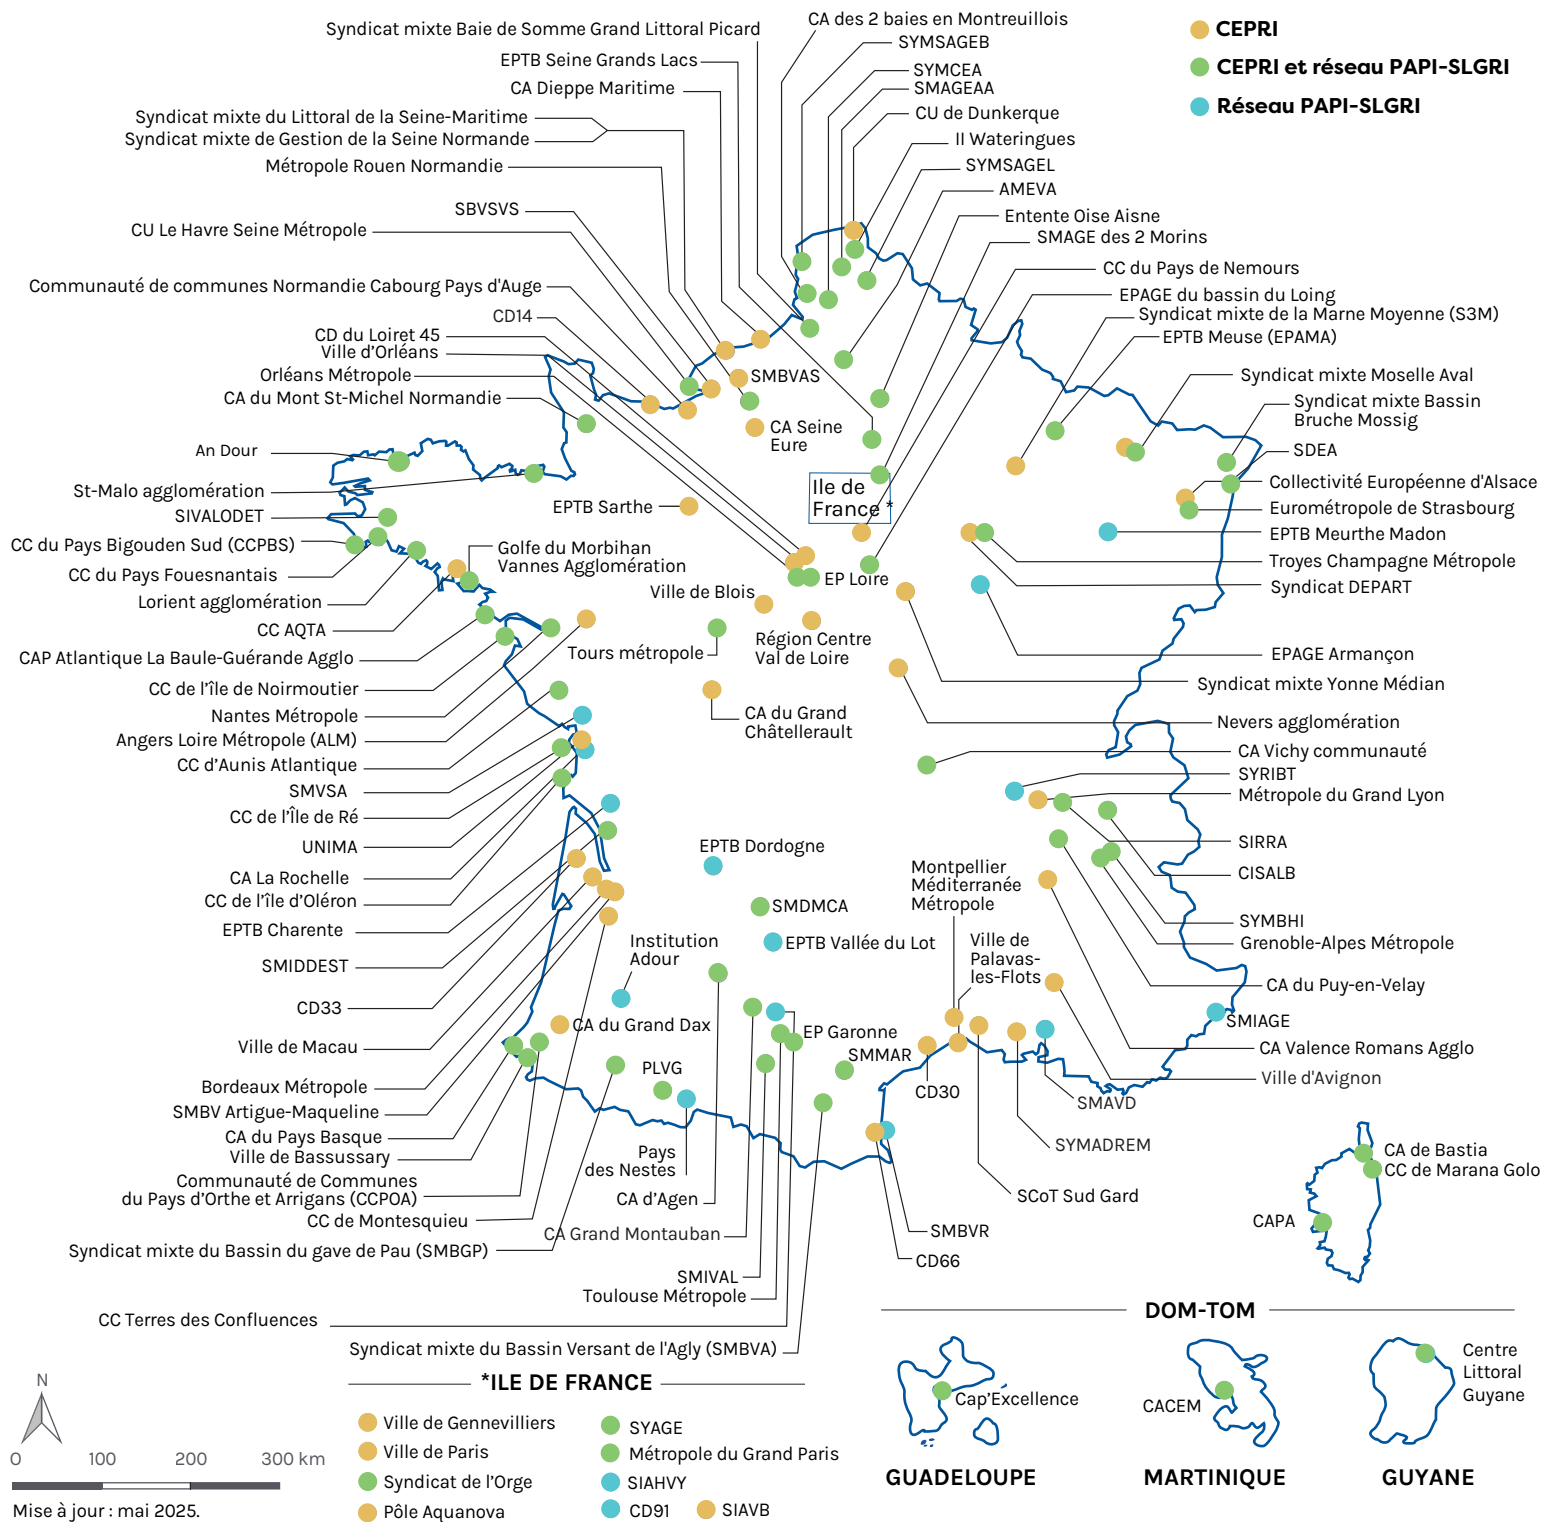 CEPRI
CEPRI et réseau PAPI-SLGRI
Réseau PAPI-SLGRI
Syndicat mixte Baie de Somme Grand Littoral Picard
EPTB Seine Grands Lacs
CA Dieppe Maritime
Syndicat mixte du Littoral de la Seine-Maritime
Syndicat mixte de Gestion de la Seine Normande
Métropole Rouen Normandie
SBVSVS
CU Le Havre Seine Métropole
Communauté de communes Normandie Cabourg Pays d'Auge
CD14
CD du Loiret 45
Ville d'Orléans
Orléans Métropole
CA du Mont St-Michel Normandie
An Dour
St-Malo agglomération
SIVALODET
CC du Pays Bigouden Sud (CCPBS)
CC du Pays Fouesnantais
Lorient agglomération
CC AQTA
CAP Atlantique La Baule-Guérande Agglo
CC de l'île de Noirmoutier
Nantes Métropole
Angers Loire Métropole (ALM)
CC d'Aunis Atlantique
SMVSA
CC de l'Île de Ré
UNIMA
CA La Rochelle
CC de l'île d'Oléron
EPTB Charente
SMIDDEST
CD33
Ville de Macau
Bordeaux Métropole
SMBV Artigue-Maqueline
CA du Pays Basque
Ville de Bassussary
Communauté de Communes
du Pays d'Orthe et Arrigans (CCPOA)
CC de Montesquieu
Syndicat mixte du Bassin du gave de Pau (SMBGP)
CC Terres des Confluences
Syndicat mixte du Bassin Versant de l'Agly (SMBVA)
CA des 2 baies en Montreuillois
SYMSAGEB
SYMCEA
SMAGEAA
CU de Dunkerque
II Wateringues
SYMSAGEL
AMEVA
Entente Oise Aisne
SMAGE des 2 Morins
CC du Pays de Nemours
EPAGE du bassin du Loing
Syndicat mixte de la Marne Moyenne (S3M)
EPTB Meuse (EPAMA)
Syndicat mixte Moselle Aval
Syndicat mixte Bassin
Bruche Mossig
SDEA
Collectivité Européenne d'Alsace
Eurométropole de Strasbourg
EPTB Meurthe Madon
Troyes Champagne Métropole
Syndicat DEPART
EPAGE Armançon
Syndicat mixte Yonne Médian
Nevers agglomération
CA Vichy communauté
SYRIBT
Métropole du Grand Lyon
SIRRA
CISALB
SYMBHI
Grenoble-Alpes Métropole
CA du Puy-en-Velay
SMIAGE
CA Valence Romans Agglo
Ville d'Avignon
SMAVD
SYMADREM
SCoT Sud Gard
SMBVR
CD66
SMBVAS
CA Seine
Eure
Ile de
France *
EPTB Sarthe
Golfe du Morbihan
Vannes Agglomération
EP Loire
Ville de Blois
Région Centre
Val de Loire
Tours métropole
CA du Grand
Châtellerault
EPTB Dordogne
SMDMCA
EPTB Vallée du Lot
Montpellier
Méditerranée
Métropole
Ville de
Palavas-
les-Flots
Institution
Adour
CA du Grand Dax
EP Garonne
SMMAR
CD30
PLVG
Pays
des Nestes
CA d'Agen
CA Grand Montauban
SMIVAL
Toulouse Métropole
CA de Bastia
CC de Marana Golo
CAPA
DOM-TOM
Cap'Excellence
GUADELOUPE
CACEM
MARTINIQUE
Centre
Littoral
Guyane
GUYANE
*ILE DE FRANCE
Ville de Gennevilliers
Ville de Paris
Syndicat de l'Orge
Pôle Aquanova
SYAGE
Métropole du Grand Paris
SIAHVY
CD91
SIAVB
N
0 100 200 300 km
Mise à jour : mai 2025.